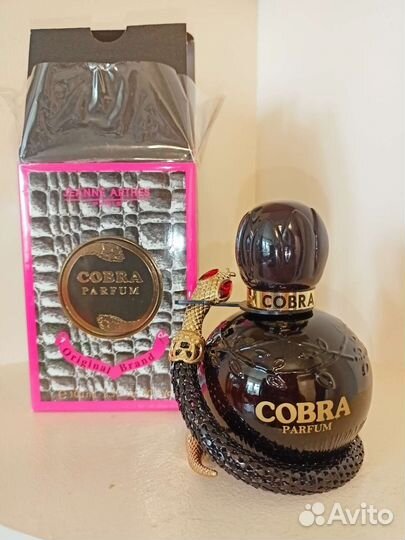 JEANNE ARTHES
COBRA
PARFUM
Original Brand
COBRA
COBRA
PARFUM
Avito